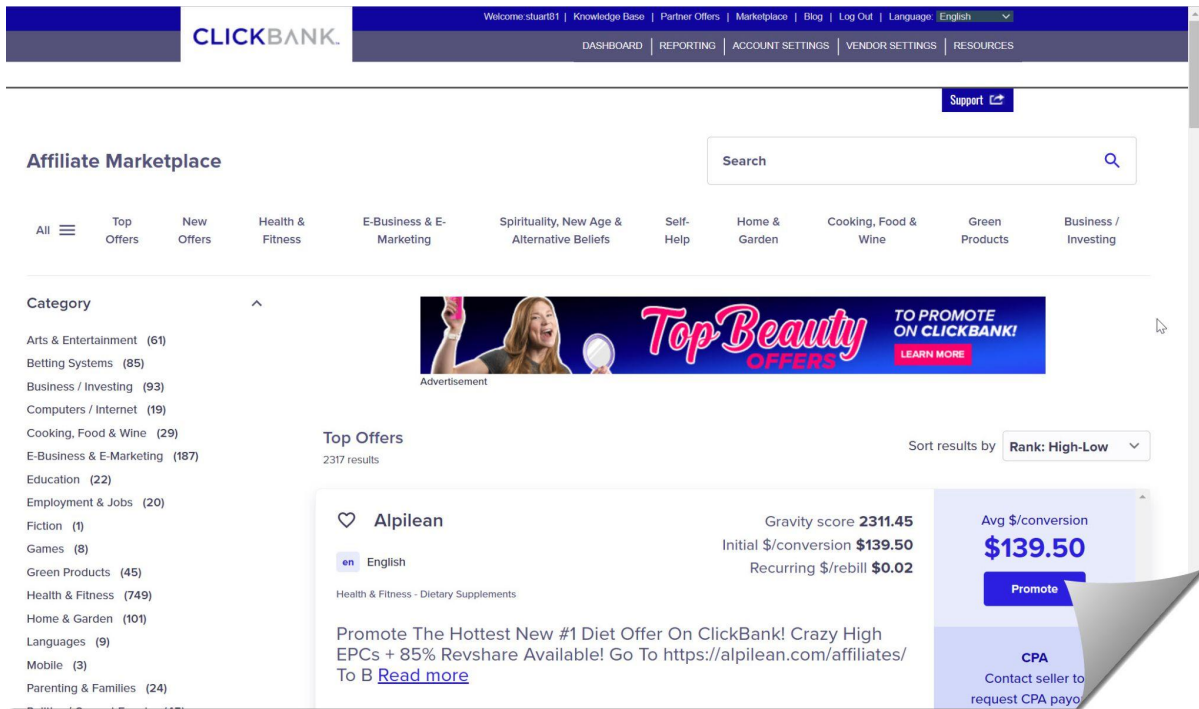 Welcome:stuart81 | Knowledge Base | Partner Offers | Marketplace | Blog | Log Out | Language: English
CLICKBANK
DASHBOARD | REPORTING | ACCOUNT SETTINGS | VENDOR SETTINGS | RESOURCES
Support
Affiliate Marketplace
Search
All
Top Offers
New Offers
Health & Fitness
E-Business & E-Marketing
Spirituality, New Age & Alternative Beliefs
Self-Help
Home & Garden
Cooking, Food & Wine
Green Products
Business / Investing
Category
Arts & Entertainment (61)
Betting Systems (85)
Business / Investing (93)
Computers / Internet (19)
Cooking, Food & Wine (29)
E-Business & E-Marketing (187)
Education (22)
Employment & Jobs (20)
Fiction (1)
Games (8)
Green Products (45)
Health & Fitness (749)
Home & Garden (101)
Languages (9)
Mobile (3)
Parenting & Families (24)
Top Beauty
OFFERS
TO PROMOTE
ON CLICKBANK!
LEARN MORE
Advertisement
Top Offers
2317 results
Sort results by Rank: High-Low
Alpilean
en English
Health & Fitness - Dietary Supplements
Gravity score 2311.45
Initial $/conversion $139.50
Recurring $/rebill $0.02
Promote The Hottest New #1 Diet Offer On ClickBank! Crazy High
EPCs + 85% Revshare Available! Go To https://alpilean.com/affiliates/
To B Read more
Avg $/conversion
$139.50
Promote
CPA
Contact seller to
request CPA